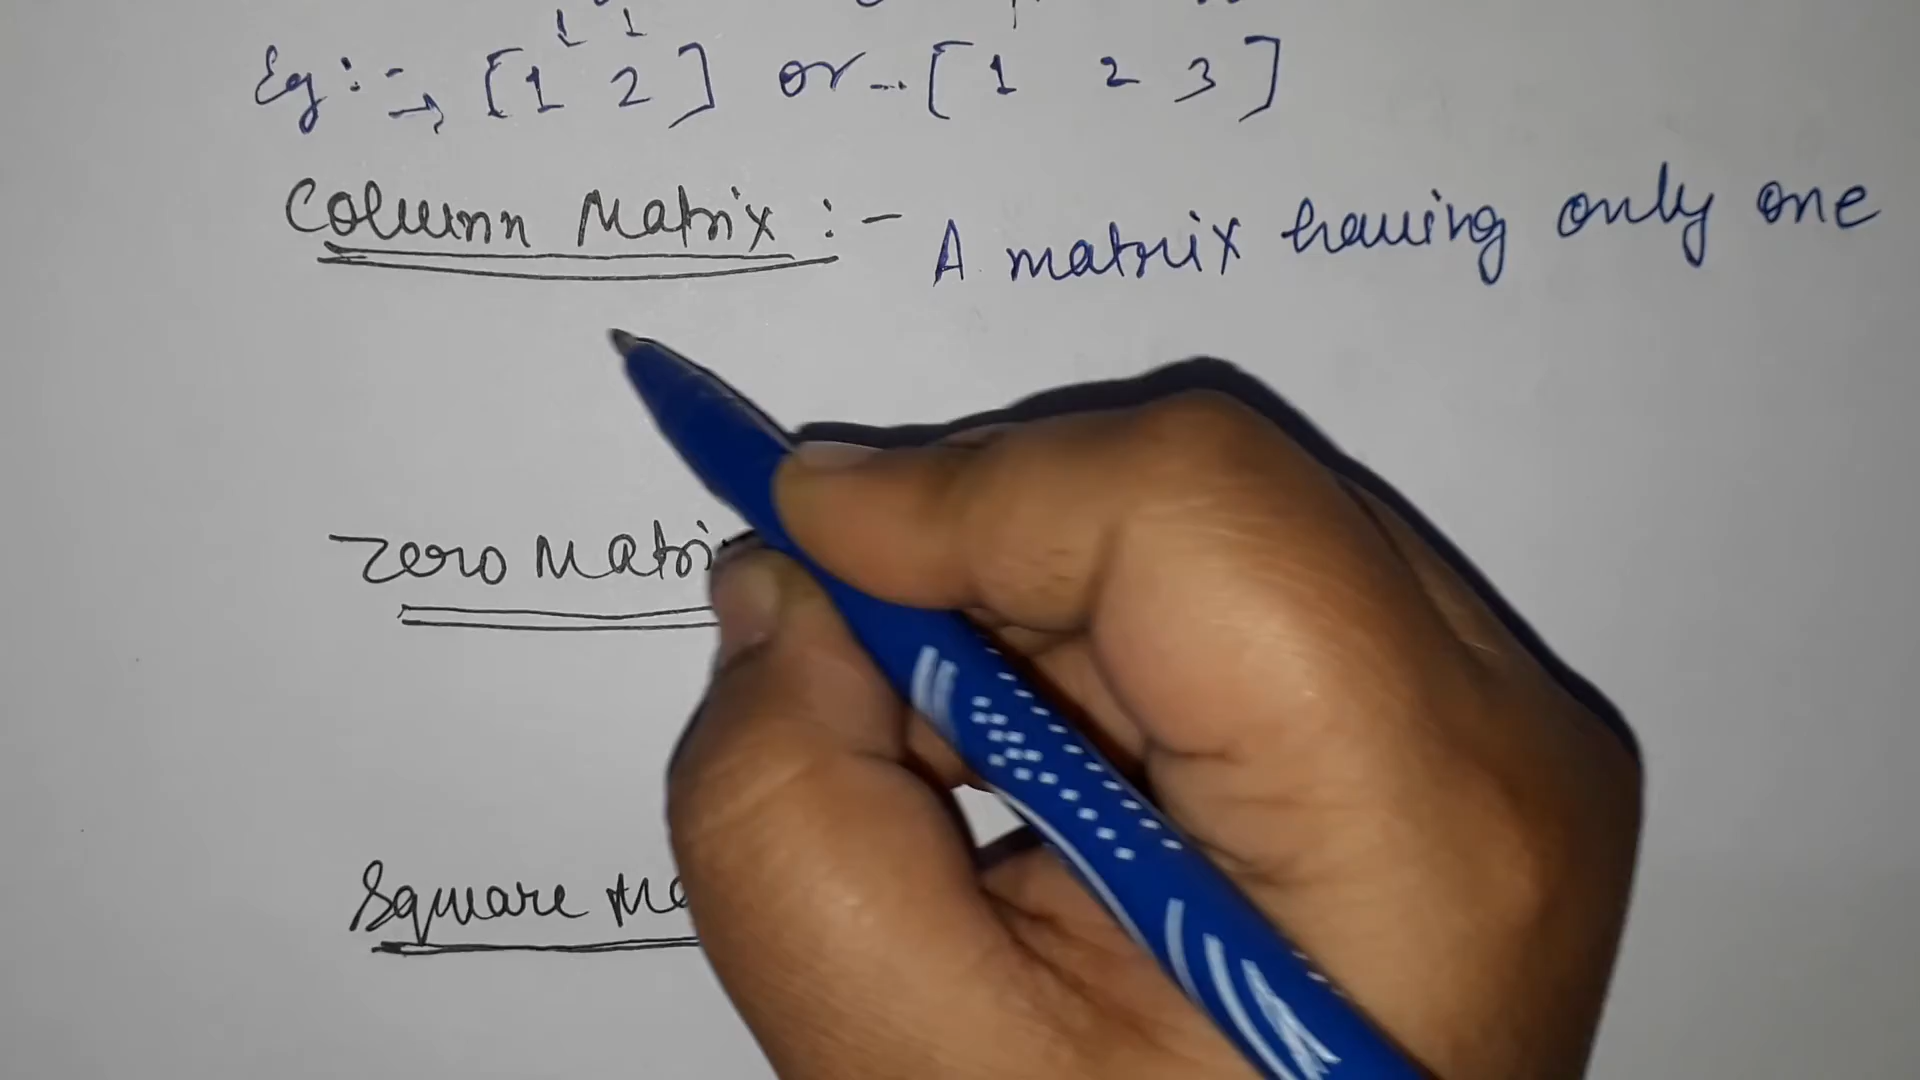 Eg:-→ [1 2] or... [1 2 3]
Column Matrix :- A matrix having only one
Zero Matri
Square Ma